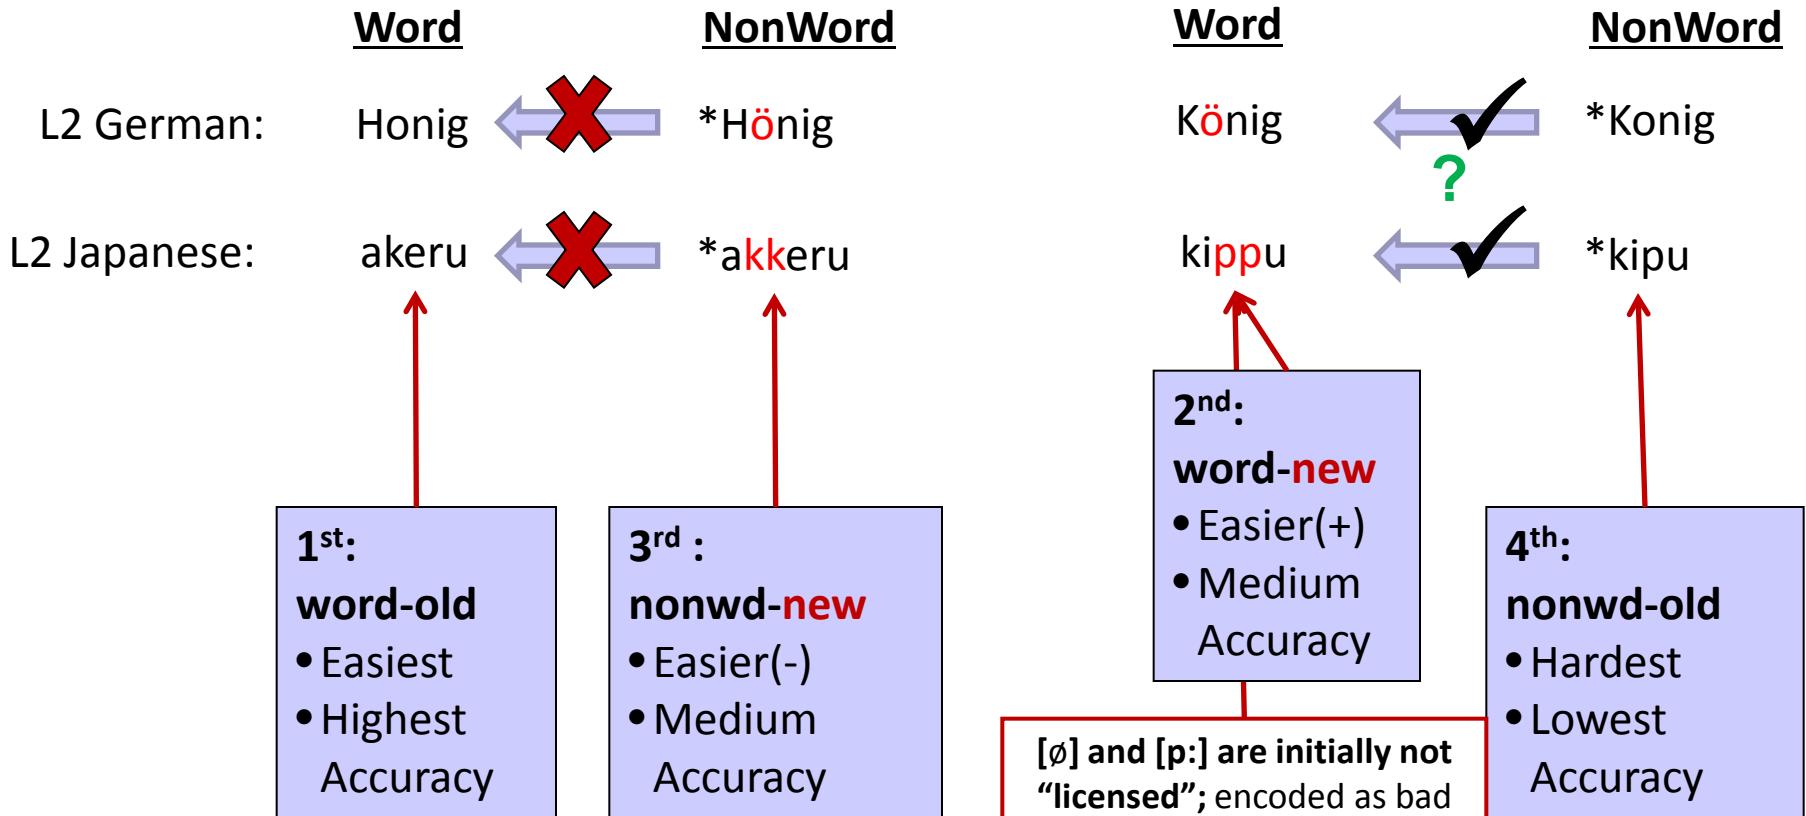 Word NonWord Word NonWord
L2 German: Honig *Hönig König *Konig
?
L2 Japanese: akeru *akkeru kippu *kipu
1st:
word-old
• Easiest
• Highest
Accuracy
3rd :
nonwd-new
• Easier(-)
• Medium
Accuracy
2nd:
word-new
• Easier(+)
• Medium
Accuracy
4th:
nonwd-old
• Hardest
• Lowest
Accuracy
[ø] and [p:] are initially not
“licensed”; encoded as bad